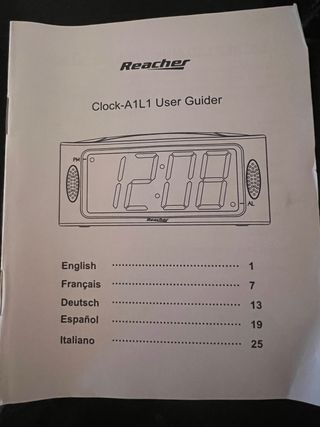 Reacher
Clock-A1L1 User Guider
PM
12:08
AL
Reacher
English ........................ 1
Français ........................ 7
Deutsch ........................ 13
Español ........................ 19
Italiano ........................ 25